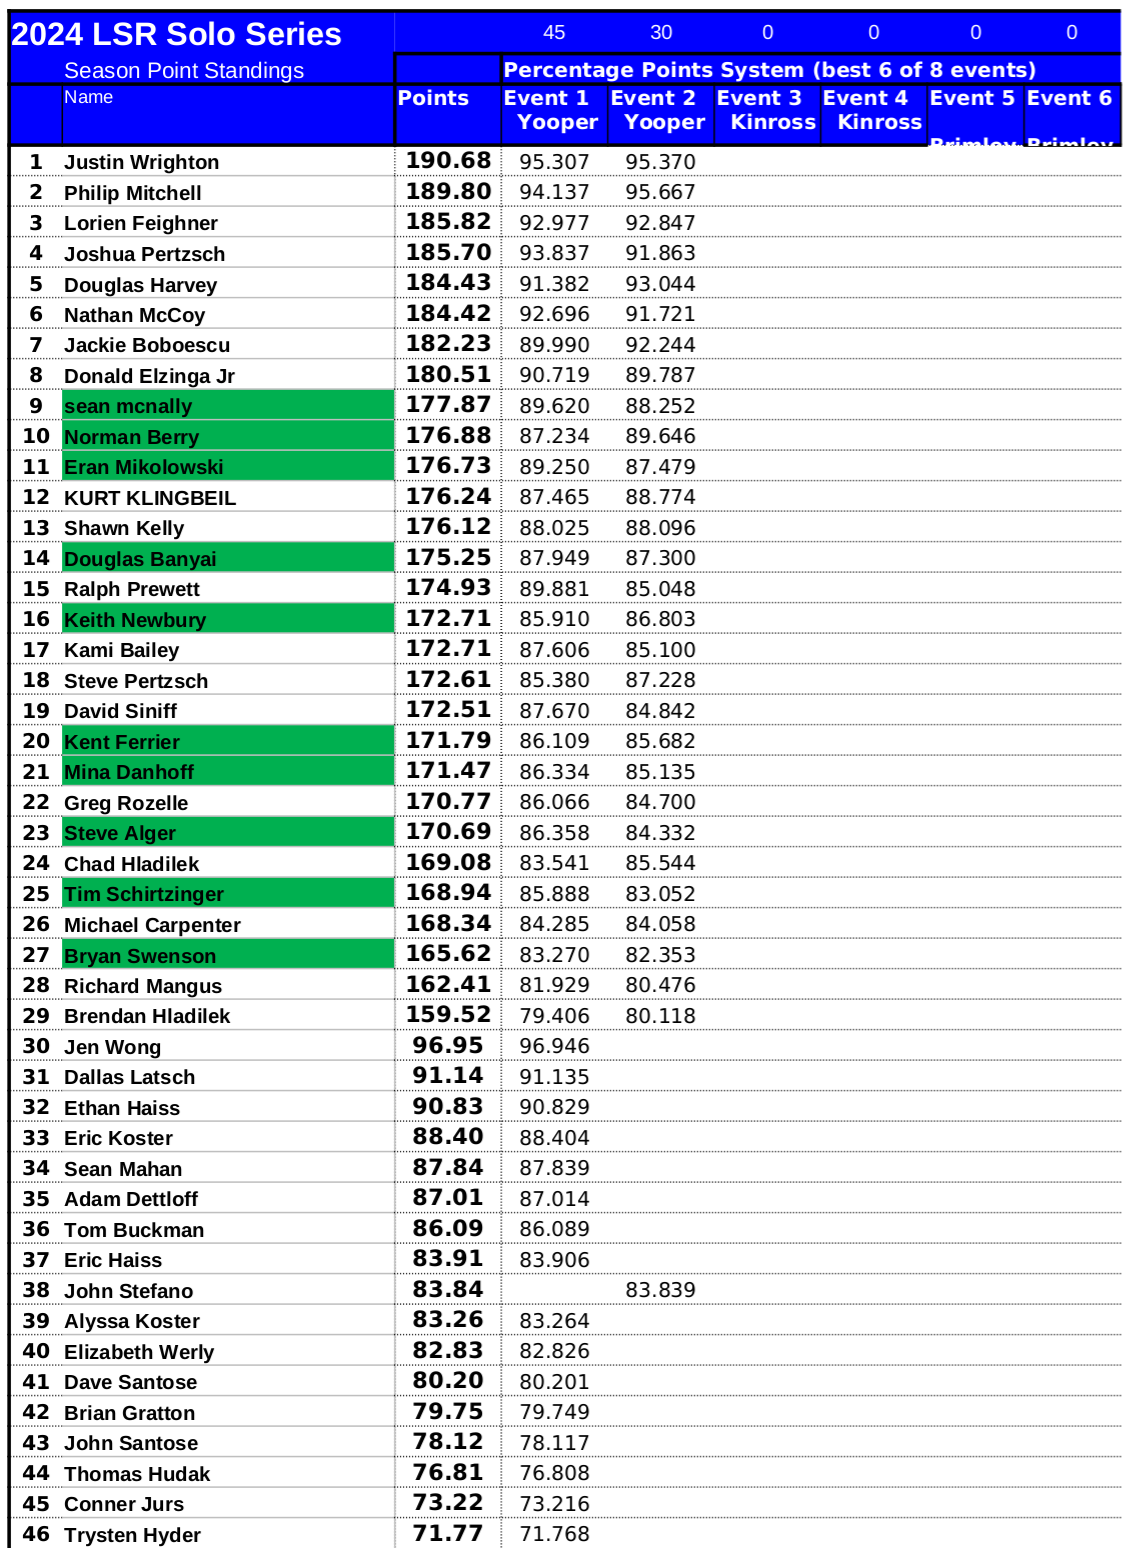 2024 LSR Solo Series 45 30 0 0 0 0
Season Point Standings Percentage Points System (best 6 of 8 events)
Name Points Event 1 Event 2 Event 3 Event 4 Event 5 Event 6
Yooper Yooper Kinross Kinross
Brimley Brimley
1 Justin Wrighton 190.68 95.307 95.370
2 Philip Mitchell 189.80 94.137 95.667
3 Lorien Feighner 185.82 92.977 92.847
4 Joshua Pertzsch 185.70 93.837 91.863
5 Douglas Harvey 184.43 91.382 93.044
6 Nathan McCoy 184.42 92.696 91.721
7 Jackie Boboescu 182.23 89.990 92.244
8 Donald Elzinga Jr 180.51 90.719 89.787
9 sean mcnally 177.87 89.620 88.252
10 Norman Berry 176.88 87.234 89.646
11 Eran Mikolowski 176.73 89.250 87.479
12 KURT KLINGBEIL 176.24 87.465 88.774
13 Shawn Kelly 176.12 88.025 88.096
14 Douglas Banyai 175.25 87.949 87.300
15 Ralph Prewett 174.93 89.881 85.048
16 Keith Newbury 172.71 85.910 86.803
17 Kami Bailey 172.71 87.606 85.100
18 Steve Pertzsch 172.61 85.380 87.228
19 David Siniff 172.51 87.670 84.842
20 Kent Ferrier 171.79 86.109 85.682
21 Mina Danhoff 171.47 86.334 85.135
22 Greg Rozelle 170.77 86.066 84.700
23 Steve Alger 170.69 86.358 84.332
24 Chad Hladilek 169.08 83.541 85.544
25 Tim Schirtzinger 168.94 85.888 83.052
26 Michael Carpenter 168.34 84.285 84.058
27 Bryan Swenson 165.62 83.270 82.353
28 Richard Mangus 162.41 81.929 80.476
29 Brendan Hladilek 159.52 79.406 80.118
30 Jen Wong 96.95 96.946
31 Dallas Latsch 91.14 91.135
32 Ethan Haiss 90.83 90.829
33 Eric Koster 88.40 88.404
34 Sean Mahan 87.84 87.839
35 Adam Dettloff 87.01 87.014
36 Tom Buckman 86.09 86.089
37 Eric Haiss 83.91 83.906
38 John Stefano 83.84 83.839
39 Alyssa Koster 83.26 83.264
40 Elizabeth Werly 82.83 82.826
41 Dave Santose 80.20 80.201
42 Brian Gratton 79.75 79.749
43 John Santose 78.12 78.117
44 Thomas Hudak 76.81 76.808
45 Conner Jurs 73.22 73.216
46 Trysten Hyder 71.77 71.768